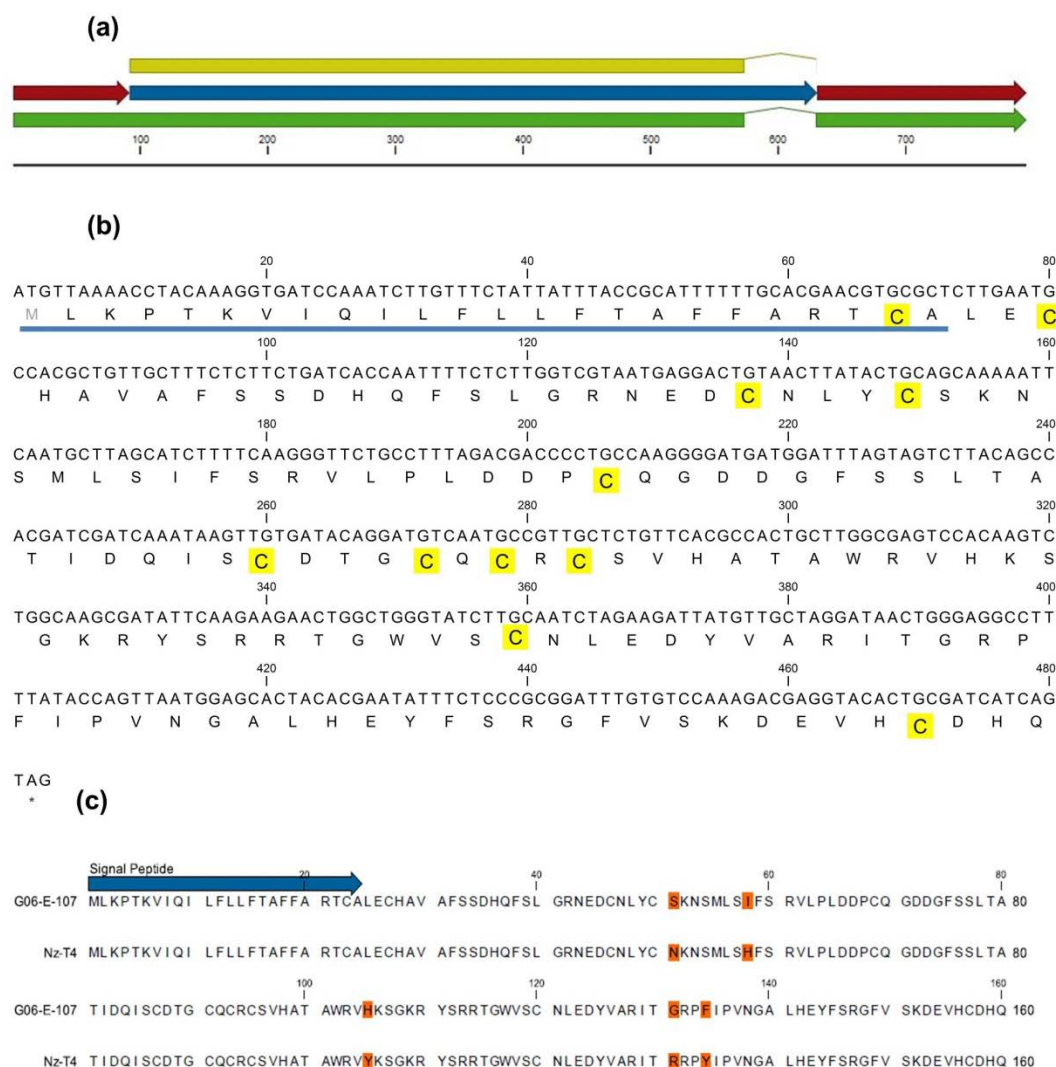 (a)
100 200 300 400 500 600 700
(b)
20 40 60 80
ATGTTAAAACCTACAAAGGTGATCCAAATCTTGTTTCTATTATTTACCGCATTTTTTGCACGAACGTGCGCTCTTGAATG
M L K P T K V I Q I L F L L F T A F F A R T C A L E C
100 120 140 160
CCACGCTGTTGCTTTCTCTTCTGATCACCAATTTTCTCTTGGTCGTAATGAGGACTGTAACTTATACTGCAGCAAAAATT
H A V A F S S D H Q F S L G R N E D C N L Y C S K N
180 200 220 240
CAATGCTTAGCATCTTTTCAAGGGTTCTGCCTTTAGACGACCCCTGCCAAGGGGATGATGGATTTAGTAGTCTTACAGCC
S M L S I F S R V L P L D D P C Q G D D G F S S L T A
260 280 300 320
ACGATCGATCAAATAAGTTGTGATACAGGATGTCAATGCCGTTGCTCTGTTCACGCCACTGCTTGGCGAGTCCACAAGTC
T I D Q I S C D T G C Q C R C S V H A T A W R V H K S
340 360 380 400
TGGCAAGCGATATTCAAGAAGAACTGGCTGGGTATCTTGCAATCTAGAAGATTATGTTGCTAGGATAACTGGGAGGCCTT
G K R Y S R R T G W V S C N L E D Y V A R I T G R P
420 440 460 480
TTATACCAGTTAATGGAGCACTACACGAATATTTCTCCCGCGGATTTGTGTCCAAAGACGAGGTACACTGCGATCATCAG
F I P V N G A L H E Y F S R G F V S K D E V H C D H Q
TAG
*
(c)
Signal Peptide
20 40 60 80
G06-E-107 MLKPTKVIQI LFLLFTAFFA RTCALECHAV AFSSDHQFSL GRNEDCNLYC SKNSMLSIFS RVLPLDDPCQ GDDGFSSLTA 80
Nz-T4 MLKPTKVIQI LFLLFTAFFA RTCALECHAV AFSSDHQFSL GRNEDCNLYC NKNSMLSHFS RVLPLDDPCQ GDDGFSSLTA 80
100 120 140 160
G06-E-107 TIDQISCDTG CQCRCSVHAT AWRVHKSGKR YSRRTGWVSC NLEDYVARIT GRPFIPVNGA LHEYFSRGFV SKDEVHCDHQ 160
Nz-T4 TIDQISCDTG CQCRCSVHAT AWRVYKSGKR YSRRTGWVSC NLEDYVARIT RRPYIPVNGA LHEYFSRGFV SKDEVHCDHQ 160